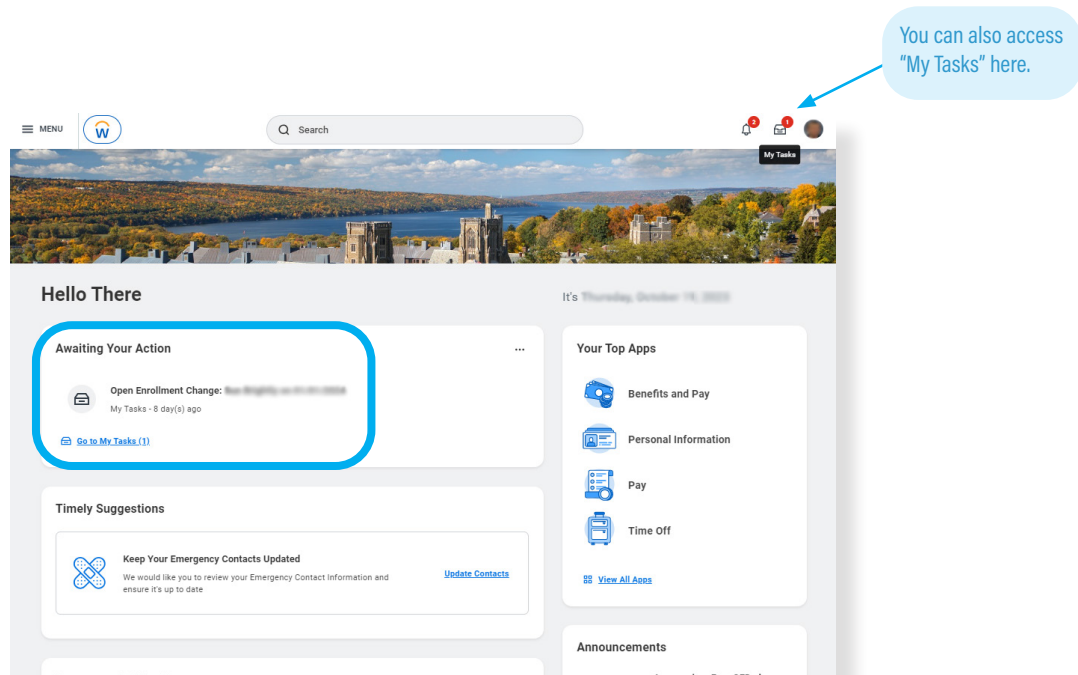 You can also access
"My Tasks" here.
MENU
W
Search
2
1
My Tasks
Hello There
It's
Awaiting Your Action
Open Enrollment Change:
My Tasks - 8 day(s) ago
Go to My Tasks (1)
Your Top Apps
Benefits and Pay
Personal Information
Pay
Time Off
View All Apps
Timely Suggestions
Keep Your Emergency Contacts Updated
We would like you to review your Emergency Contact Information and
ensure it's up to date
Update Contacts
Announcements